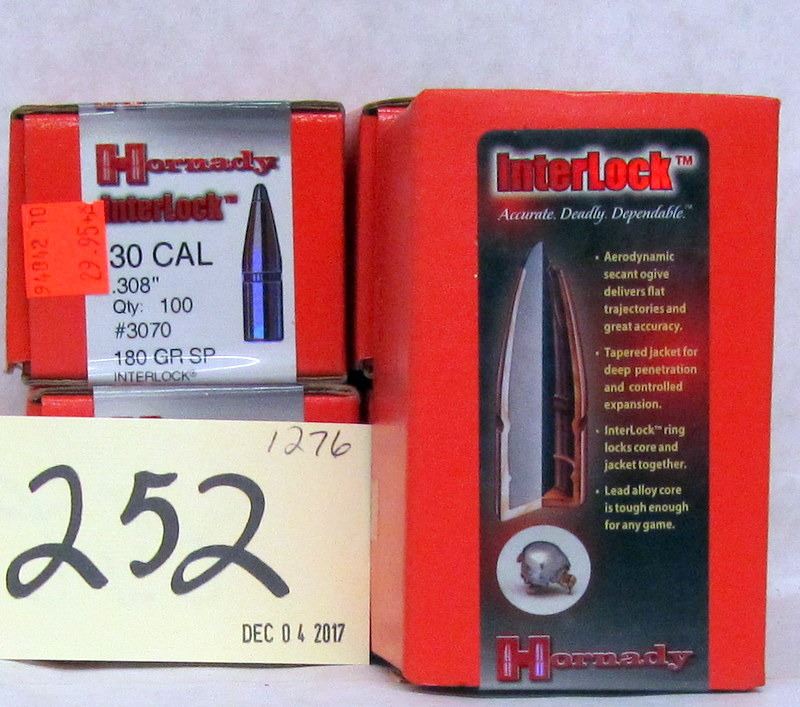 Hornady
InterLock™
94042 10
29.95
30 CAL
.308"
Qty: 100
#3070
180 GR SP
INTERLOCK®
1276
252
DEC 04 2017
InterLock™
Accurate. Deadly. Dependable.™
• Aerodynamic
secant ogive
delivers flat
trajectories and
great accuracy.
• Tapered jacket for
deep penetration
and controlled
expansion.
• InterLock™ ring
locks core and
jacket together.
• Lead alloy core
is tough enough
for any game.
Hornady